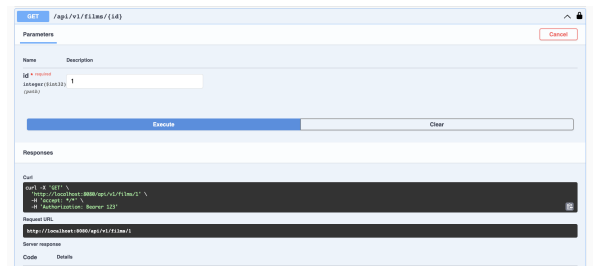 GET /api/v1/films/{id}
Parameters
Cancel
Name Description
id * required
integer($int32)
(path)
1
Execute Clear
Responses
Curl
curl -X 'GET' \
'http://localhost:8080/api/v1/films/1' \
-H 'accept: */*' \
-H 'Authorization: Bearer 123'
Request URL
http://localhost:8080/api/v1/films/1
Server response
Code Details